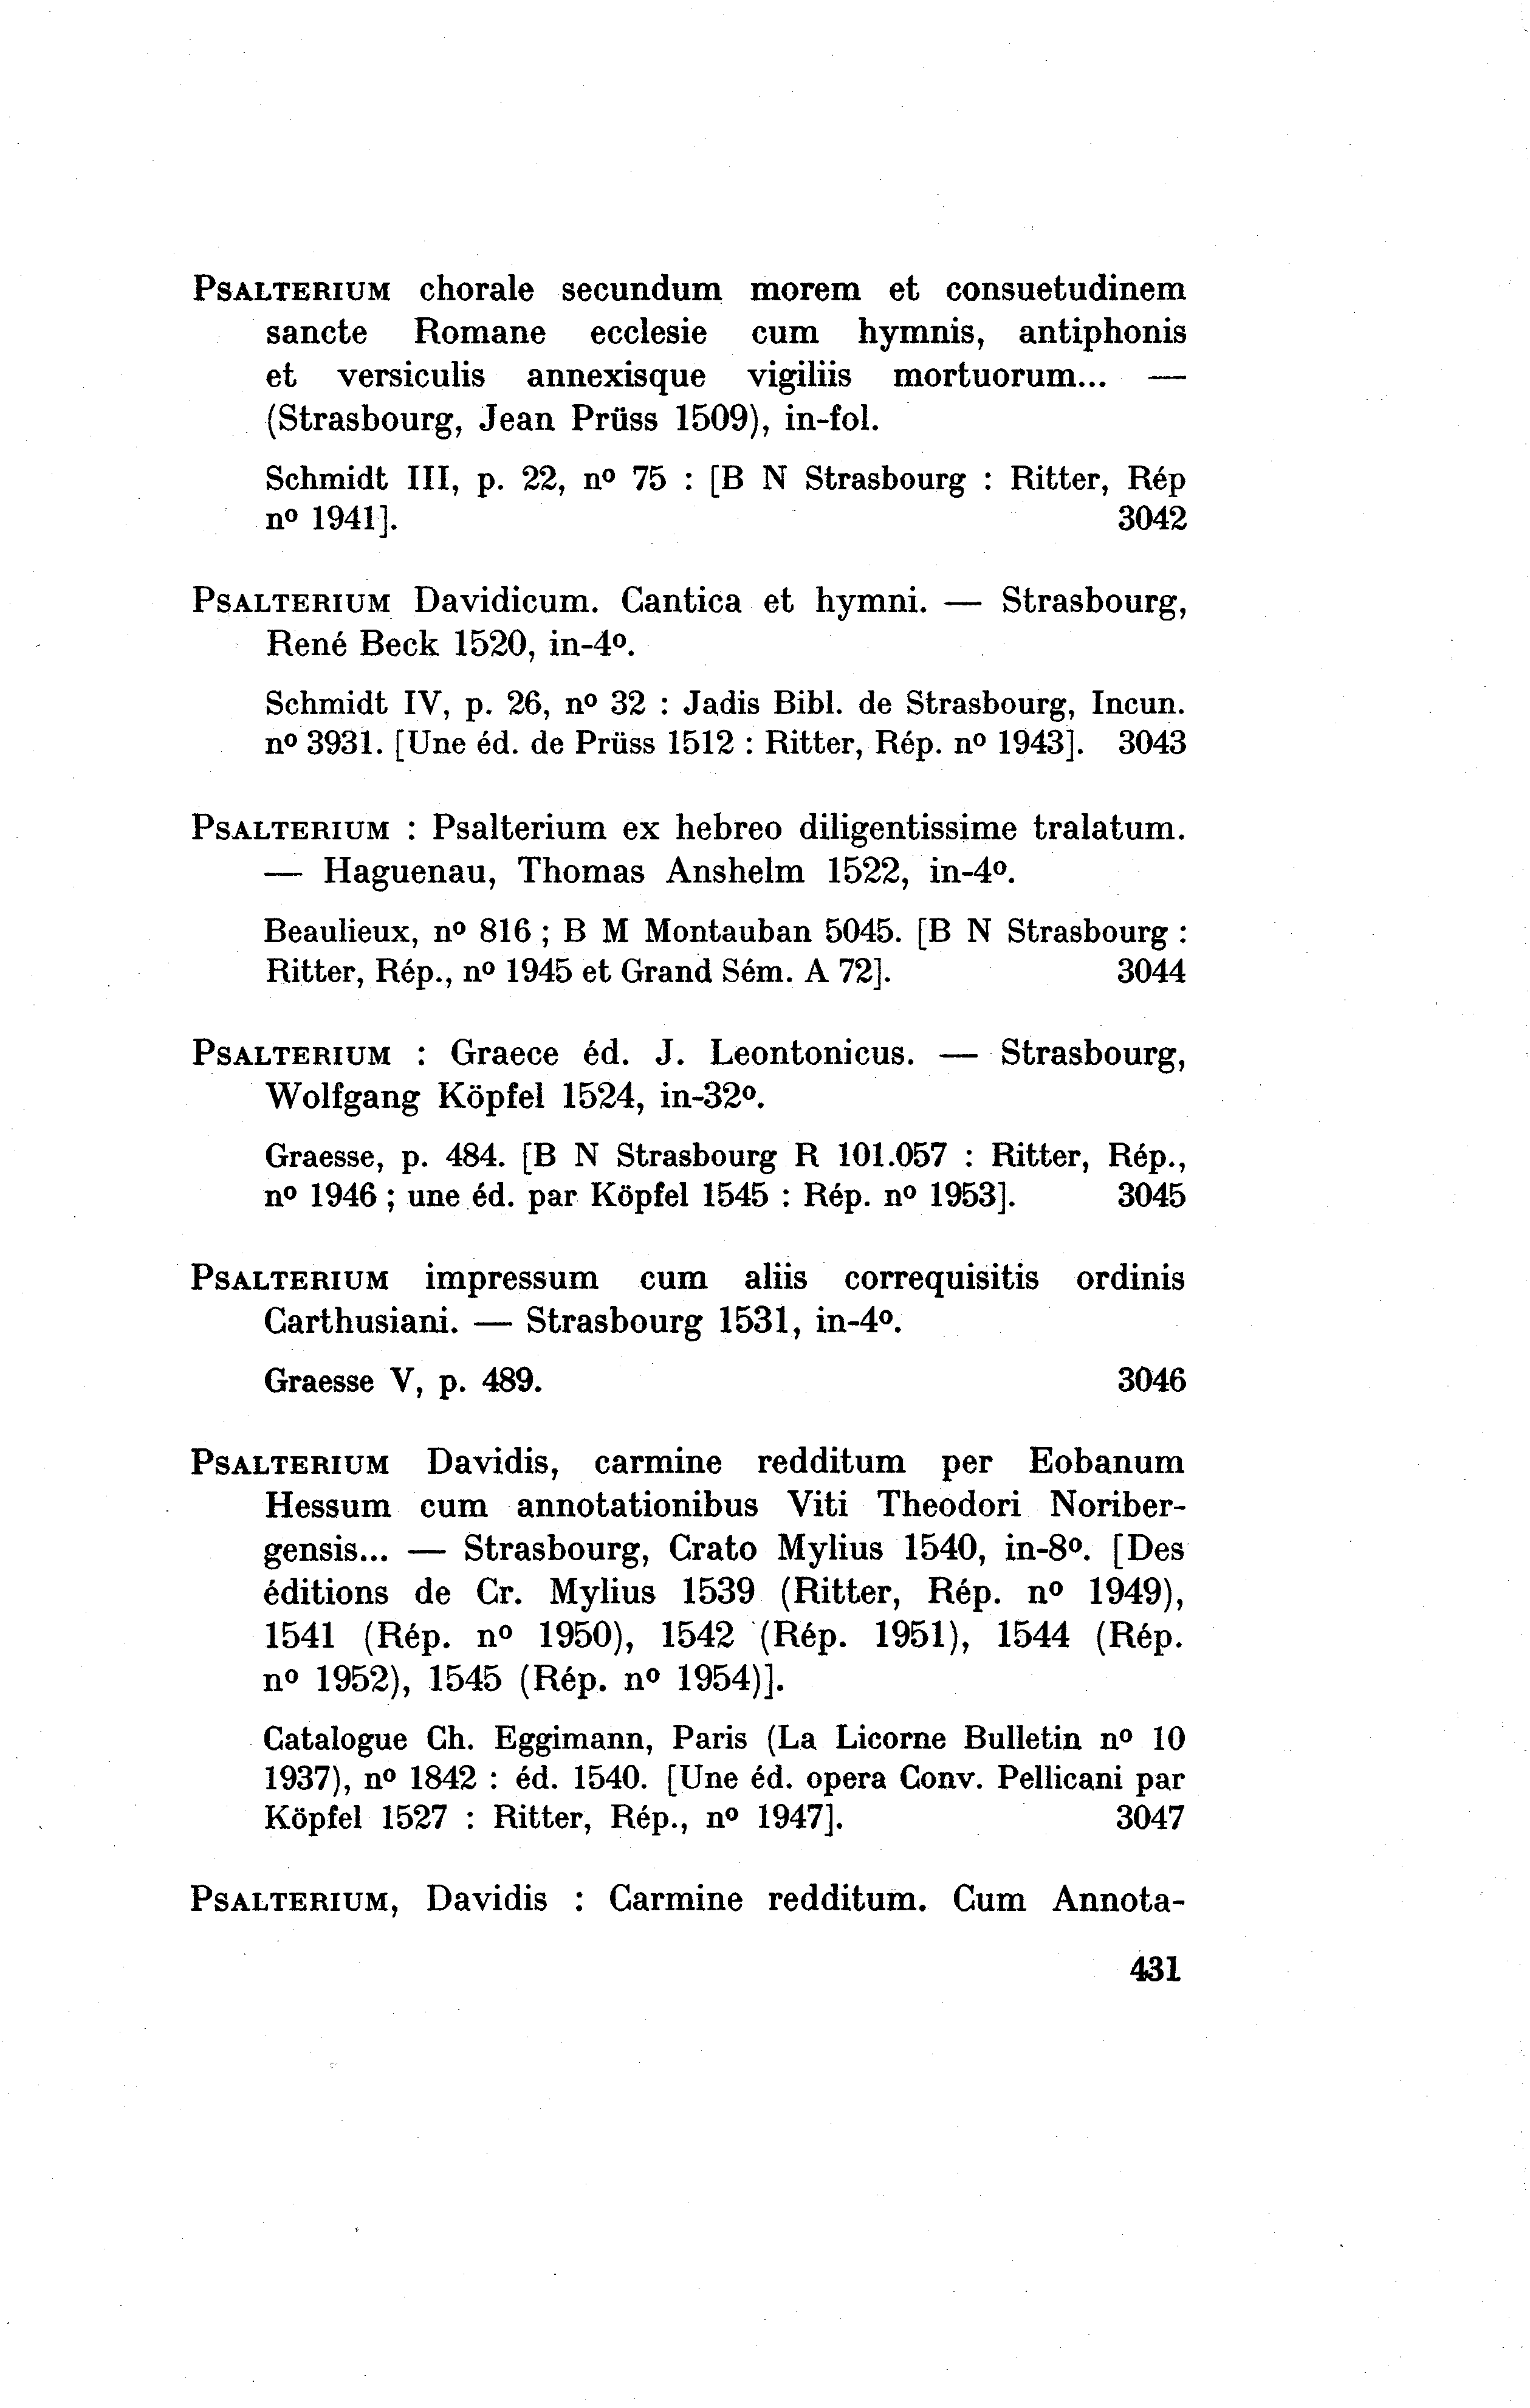 PSALTERIUM chorale secundum morem et consuetudinem
sancte Romane ecclesie cum hymnis, antiphonis
et versiculis annexisque vigiliis mortuorum... —
(Strasbourg, Jean Prüss 1509), in-fol.
Schmidt III, p. 22, nº 75 : [B N Strasbourg : Ritter, Rép
nº 1941]. 3042
PSALTERIUM Davidicum. Cantica et hymni. — Strasbourg,
René Beck 1520, in-4º.
Schmidt IV, p. 26, nº 32 : Jadis Bibl. de Strasbourg, Incun.
nº 3931. [Une éd. de Prüss 1512 : Ritter, Rép. nº 1943]. 3043
PSALTERIUM : Psalterium ex hebreo diligentissime tralatum.
— Haguenau, Thomas Anshelm 1522, in-4º.
Beaulieux, nº 816 ; B M Montauban 5045. [B N Strasbourg :
Ritter, Rép., nº 1945 et Grand Sém. A 72]. 3044
PSALTERIUM : Graece éd. J. Leontonicus. — Strasbourg,
Wolfgang Köpfel 1524, in-32º.
Graesse, p. 484. [B N Strasbourg R 101.057 : Ritter, Rép.,
nº 1946 ; une éd. par Köpfel 1545 : Rép. nº 1953]. 3045
PSALTERIUM impressum cum aliis correquisitis ordinis
Carthusiani. — Strasbourg 1531, in-4º.
Graesse V, p. 489. 3046
PSALTERIUM Davidis, carmine redditum per Eobanum
Hessum cum annotationibus Viti Theodori Noriber-
gensis... — Strasbourg, Crato Mylius 1540, in-8º. [Des
éditions de Cr. Mylius 1539 (Ritter, Rép. nº 1949),
1541 (Rép. nº 1950), 1542 (Rép. 1951), 1544 (Rép.
nº 1952), 1545 (Rép. nº 1954)].
Catalogue Ch. Eggimann, Paris (La Licorne Bulletin nº 10
1937), nº 1842 : éd. 1540. [Une éd. opera Conv. Pellicani par
Köpfel 1527 : Ritter, Rép., nº 1947]. 3047
PSALTERIUM, Davidis : Carmine redditum. Cum Annota-
431